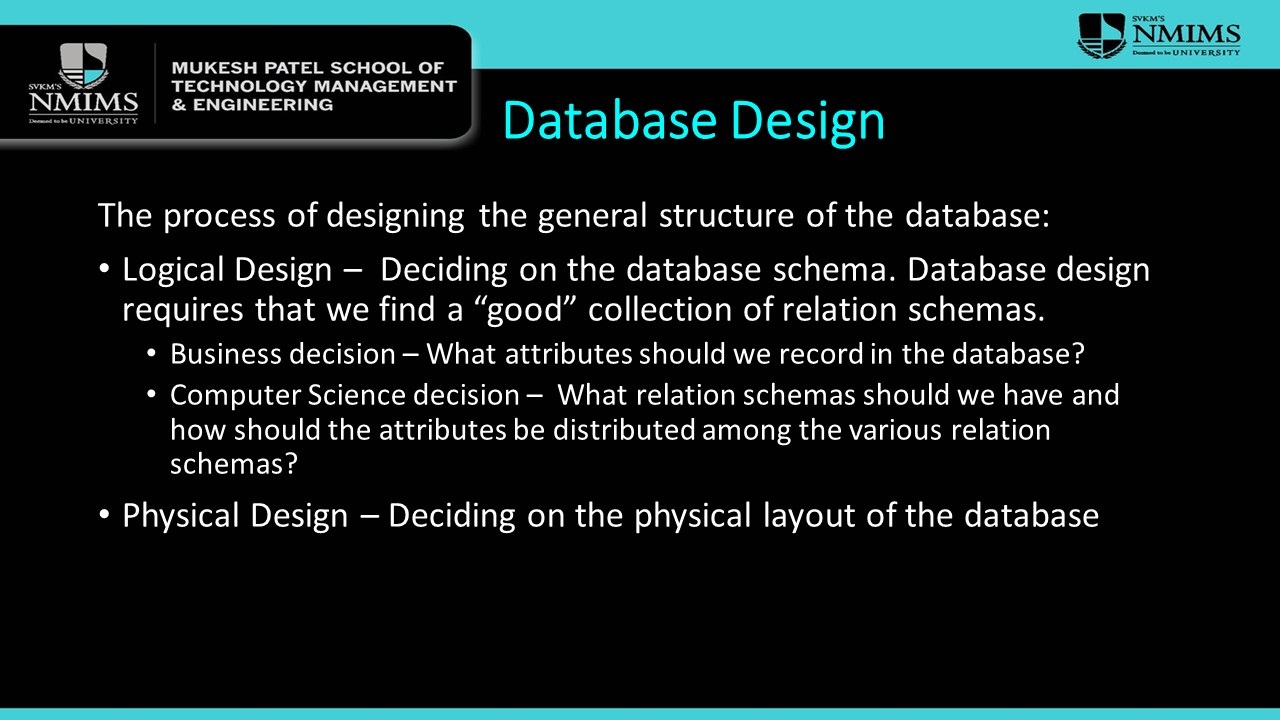 SVKM'S
NMIMS
Deemed to be UNIVERSITY
MUKESH PATEL SCHOOL OF
TECHNOLOGY MANAGEMENT
& ENGINEERING
SVKM'S
NMIMS
Deemed to be UNIVERSITY
Database Design
The process of designing the general structure of the database:
• Logical Design – Deciding on the database schema. Database design
requires that we find a “good” collection of relation schemas.
• Business decision – What attributes should we record in the database?
• Computer Science decision – What relation schemas should we have and
how should the attributes be distributed among the various relation
schemas?
• Physical Design – Deciding on the physical layout of the database